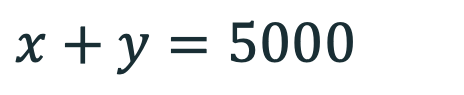 x + y = 5000